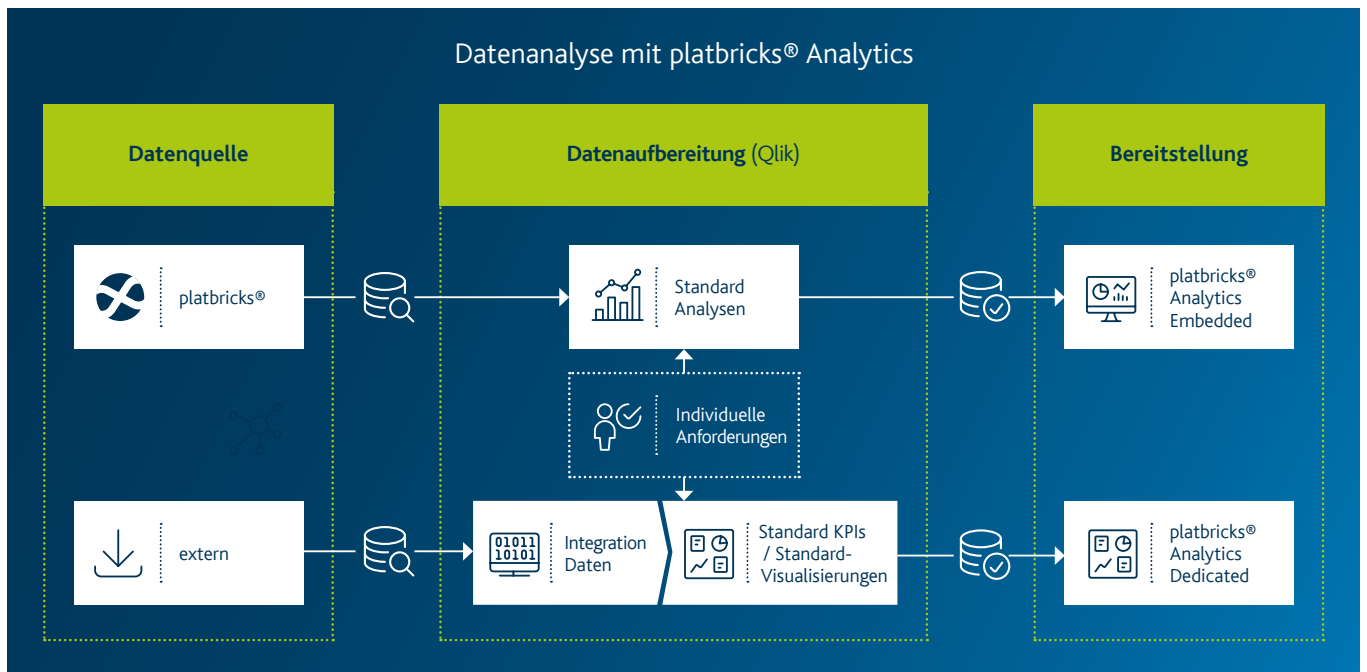 Datenanalyse mit platbricks® Analytics
Datenquelle
Datenaufbereitung (Qlik)
Bereitstellung
platbricks®
Standard
Analysen
platbricks®
Analytics
Embedded
Individuelle
Anforderungen
extern
01011
10101
Integration
Daten
Standard KPIs
/ Standard-
Visualisierungen
platbricks®
Analytics
Dedicated